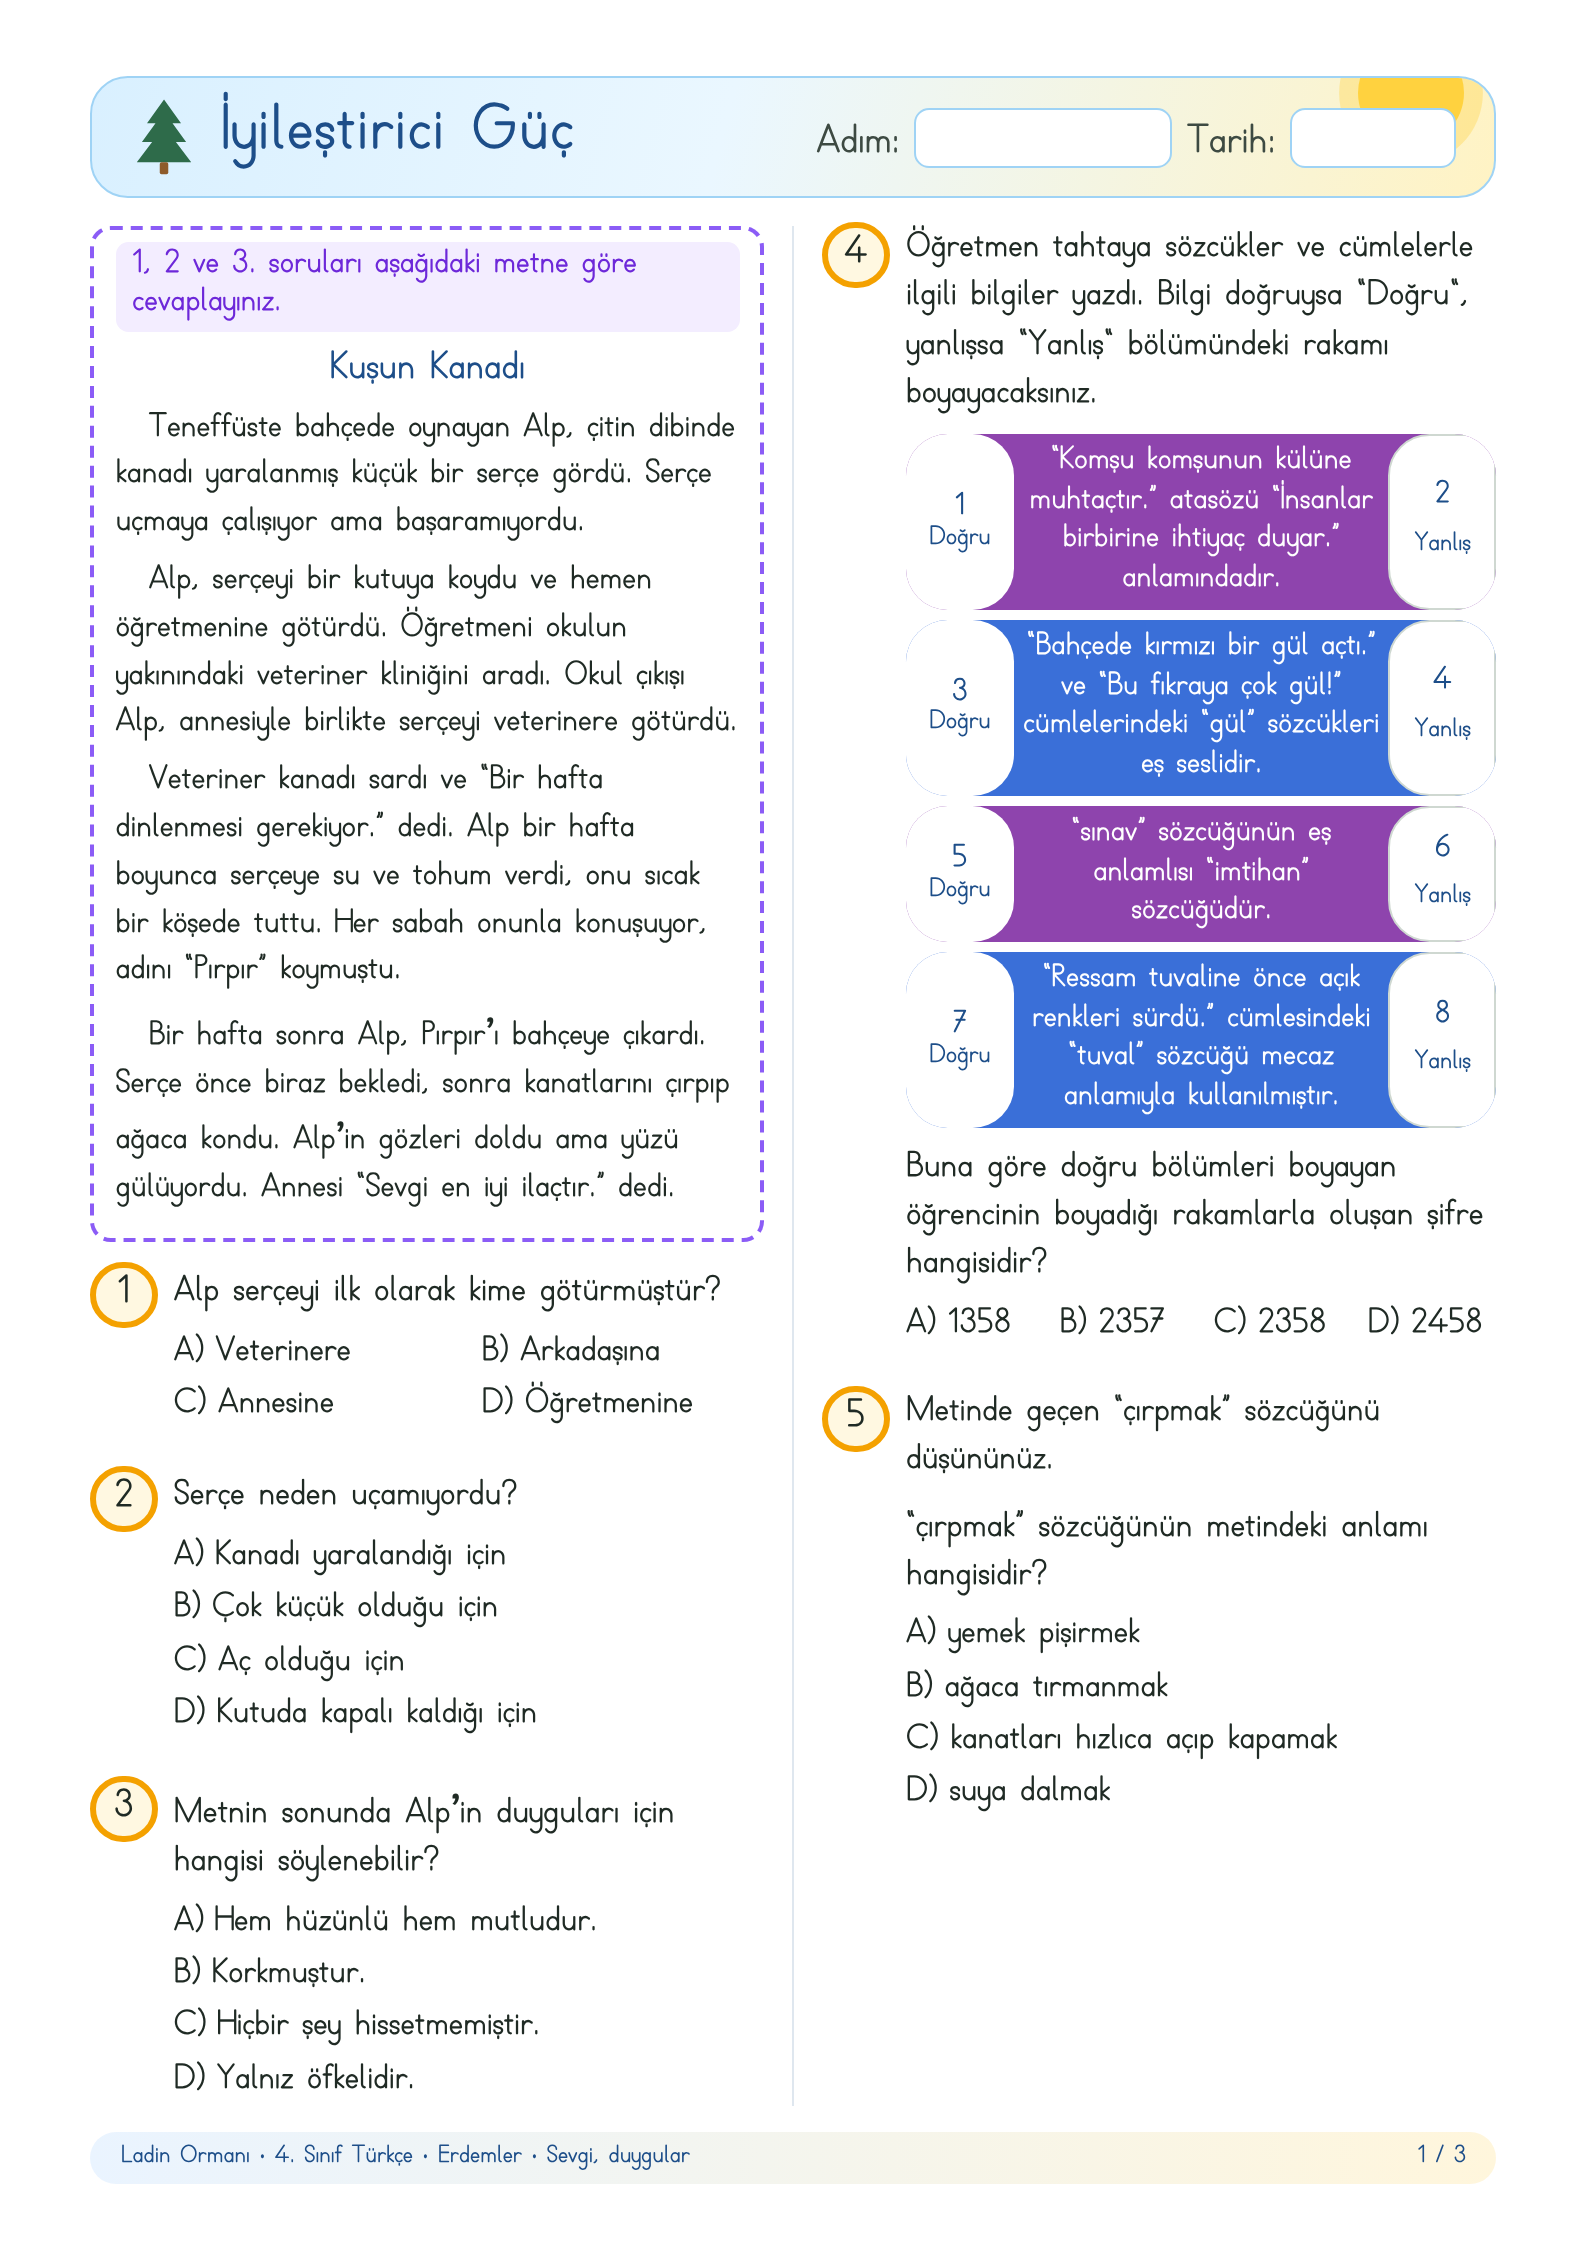 İyileştirici Güç
Adım:
Tarih:
1, 2 ve 3. soruları aşağıdaki metne göre
cevaplayınız.
Kuşun Kanadı
Teneffüste bahçede oynayan Alp, çitin dibinde
kanadı yaralanmış küçük bir serçe gördü. Serçe
uçmaya çalışıyor ama başaramıyordu.
Alp, serçeyi bir kutuya koydu ve hemen
öğretmenine götürdü. Öğretmeni okulun
yakınındaki veteriner kliniğini aradı. Okul çıkışı
Alp, annesiyle birlikte serçeyi veterinere götürdü.
Veteriner kanadı sardı ve “Bir hafta
dinlenmesi gerekiyor.” dedi. Alp bir hafta
boyunca serçeye su ve tohum verdi, onu sıcak
bir köşede tuttu. Her sabah onunla konuşuyor,
adını “Pırpır” koymuştu.
Bir hafta sonra Alp, Pırpır’ı bahçeye çıkardı.
Serçe önce biraz bekledi, sonra kanatlarını çırpıp
ağaca kondu. Alp’in gözleri doldu ama yüzü
gülüyordu. Annesi “Sevgi en iyi ilaçtır.” dedi.
1
Alp serçeyi ilk olarak kime götürmüştür?
A) Veterinere
B) Arkadaşına
C) Annesine
D) Öğretmenine
2
Serçe neden uçamıyordu?
A) Kanadı yaralandığı için
B) Çok küçük olduğu için
C) Aç olduğu için
D) Kutuda kapalı kaldığı için
3
Metnin sonunda Alp’in duyguları için
hangisi söylenebilir?
A) Hem hüzünlü hem mutludur.
B) Korkmuştur.
C) Hiçbir şey hissetmemiştir.
D) Yalnız öfkelidir.
4
Öğretmen tahtaya sözcükler ve cümlelerle
ilgili bilgiler yazdı. Bilgi doğruysa “Doğru“,
yanlışsa “Yanlış“ bölümündeki rakamı
boyayacaksınız.
1
Doğru
“Komşu komşunun külüne
muhtaçtır.” atasözü “İnsanlar
birbirine ihtiyaç duyar.”
anlamındadır.
2
Yanlış
3
Doğru
“Bahçede kırmızı bir gül açtı.”
ve “Bu fıkraya çok gül!”
cümlelerindeki “gül” sözcükleri
eş seslidir.
4
Yanlış
5
Doğru
“sınav” sözcüğünün eş
anlamlısı “imtihan”
sözcüğüdür.
6
Yanlış
7
Doğru
“Ressam tuvaline önce açık
renkleri sürdü.” cümlesindeki
“tuval” sözcüğü mecaz
anlamıyla kullanılmıştır.
8
Yanlış
Buna göre doğru bölümleri boyayan
öğrencinin boyadığı rakamlarla oluşan şifre
hangisidir?
A) 1358 B) 2357 C) 2358 D) 2458
5
Metinde geçen “çırpmak” sözcüğünü
düşününüz.
“çırpmak” sözcüğünün metindeki anlamı
hangisidir?
A) yemek pişirmek
B) ağaca tırmanmak
C) kanatları hızlıca açıp kapamak
D) suya dalmak
Ladin Ormanı • 4. Sınıf Türkçe • Erdemler • Sevgi, duygular
1 / 3